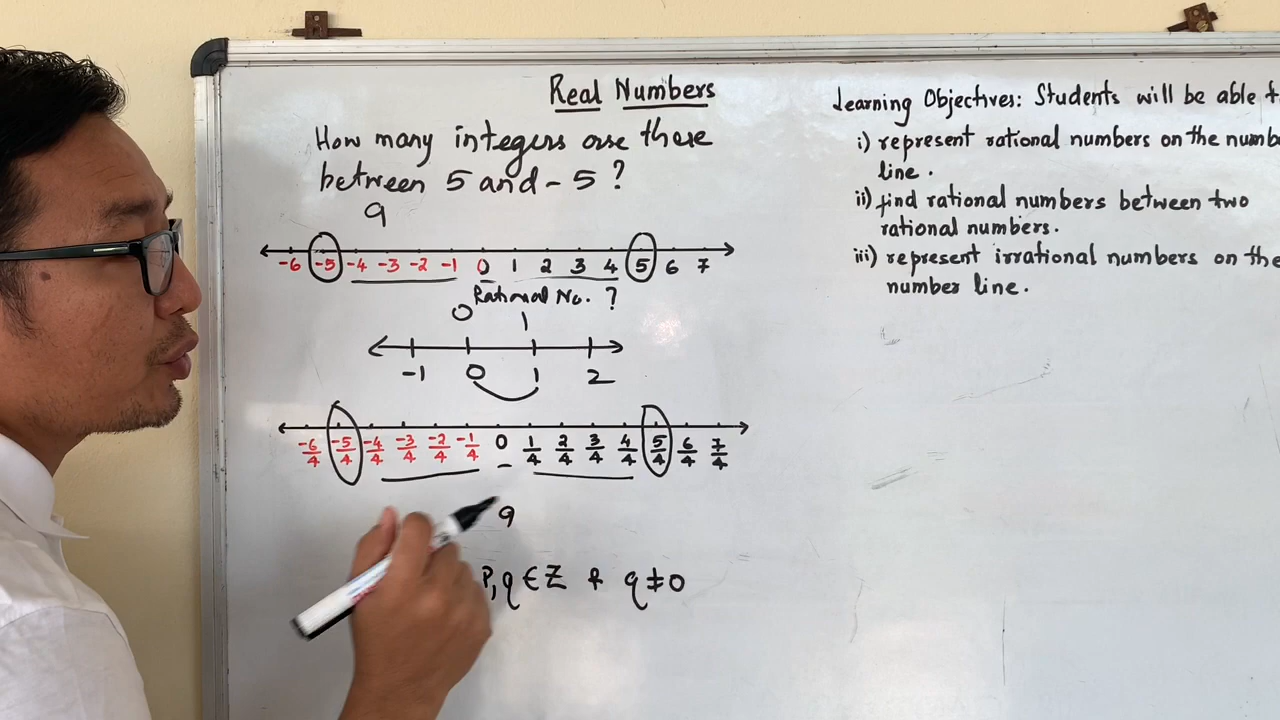 Real Numbers
How many integers are there
between 5 and - 5 ?
9
-6 -5 -4 -3 -2 -1 0 1 2 3 4 5 6 7
Rational No. ?
0 1
-1 0 1 2
-6/4 -5/4 -4/4 -3/4 -2/4 -1/4 0 1/4 2/4 3/4 4/4 5/4 6/4 7/4
9
P, q ∈ Z & q ≠ 0
Learning Objectives: Students will be able
i) represent rational numbers on the
line.
ii) find rational numbers between two
rational numbers.
iii) represent irrational numbers on the
number line.